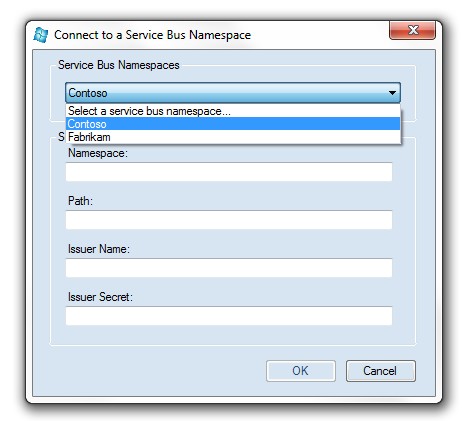 Connect to a Service Bus Namespace
Service Bus Namespaces
Contoso
Select a service bus namespace...
Contoso
Fabrikam
Namespace:
Path:
Issuer Name:
Issuer Secret:
OK
Cancel